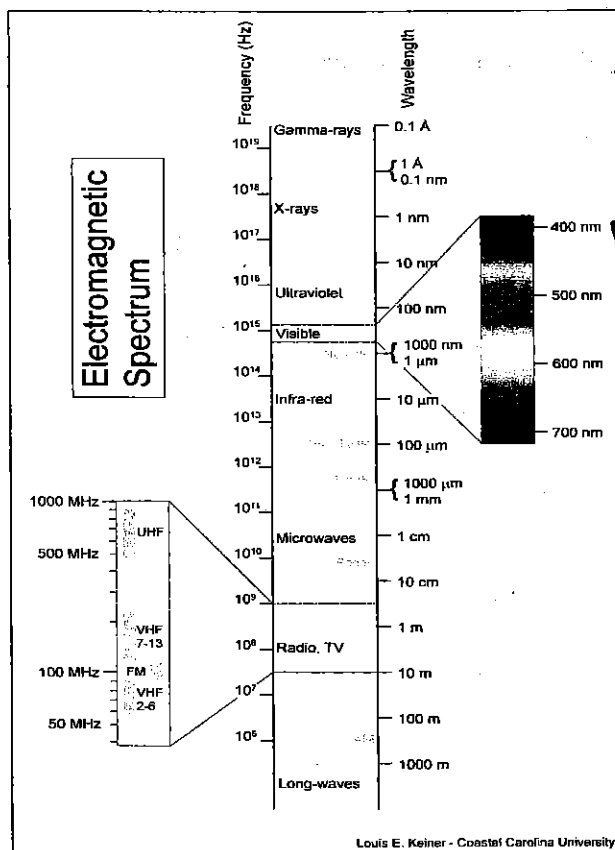 Frequency (Hz)
Wavelength
Electromagnetic
Spectrum
Gamma-rays
0.1 Å
10¹⁹
1 Å
0.1 nm
10¹⁸
X-rays
1 nm
10¹⁷
10 nm
10¹⁶
Ultraviolet
100 nm
10¹⁵
Visible
1000 nm
1 µm
10¹⁴
Infra-red
10 µm
10¹³
100 µm
10¹²
1000 µm
1 mm
10¹¹
Microwaves
1 cm
10¹⁰
10 cm
10⁹
1 m
10⁸
Radio, TV
10 m
10⁷
100 m
10⁶
1000 m
Long-waves
400 nm
500 nm
600 nm
700 nm
1000 MHz
UHF
500 MHz
VHF
7-13
100 MHz
FM
VHF
2-6
50 MHz
Louis E. Keiner - Coastal Carolina University